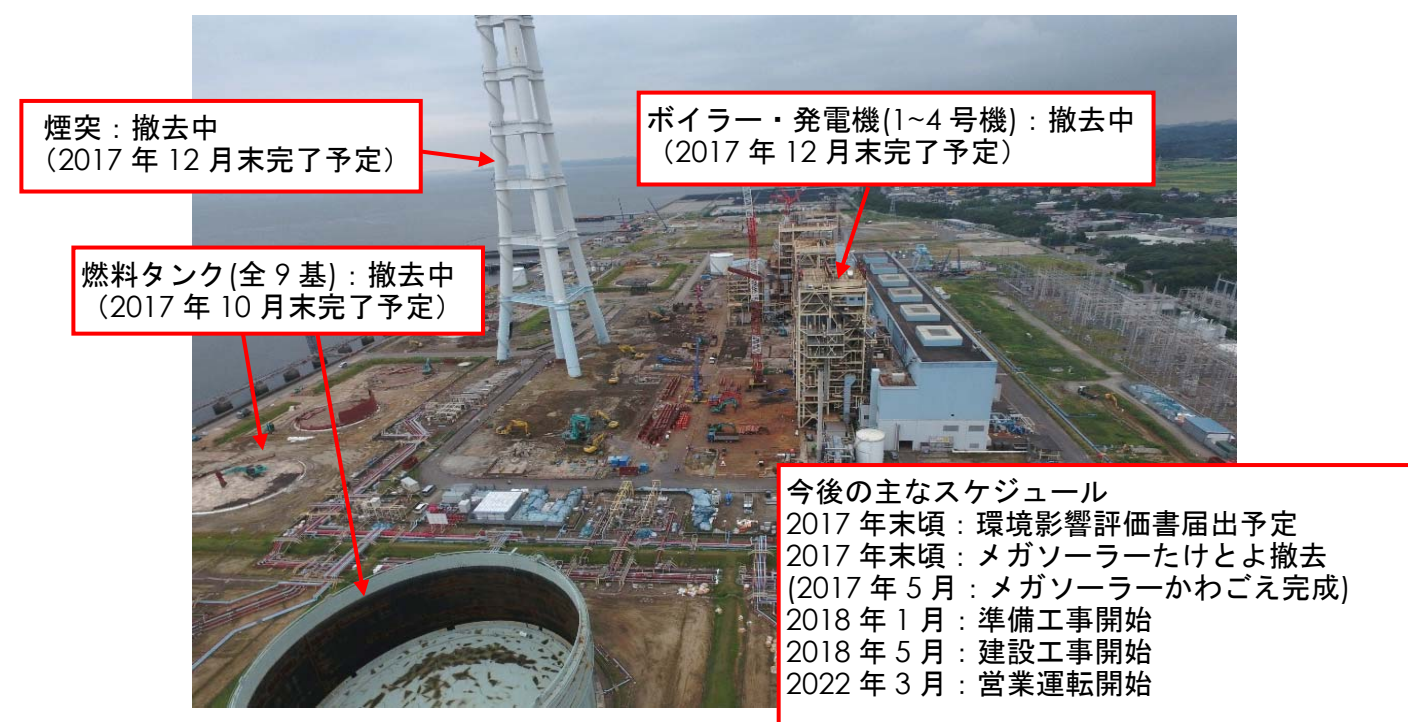 煙突：撤去中
（2017 年 12 月末完了予定）
ボイラー・発電機(1~4 号機)：撤去中
（2017 年 12 月末完了予定）
燃料タンク(全 9 基)：撤去中
（2017 年 10 月末完了予定）
今後の主なスケジュール
2017 年末頃：環境影響評価書届出予定
2017 年末頃：メガソーラーたけとよ撤去
(2017 年 5 月：メガソーラーかわごえ完成)
2018 年 1 月：準備工事開始
2018 年 5 月：建設工事開始
2022 年 3 月：営業運転開始